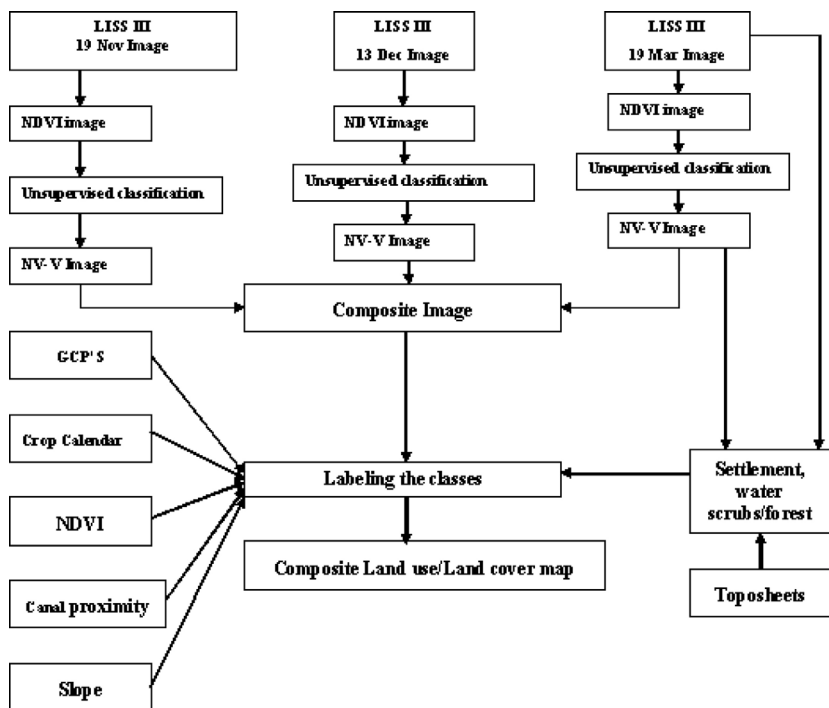 LISS III
19 Nov Image
LISS III
13 Dec Image
LISS III
19 Mar Image
NDVI image
NDVI image
NDVI image
Unsupervised classification
Unsupervised classification
Unsupervised classification
NV-V Image
NV-V Image
NV-V Image
Composite Image
GCP'S
Crop Calendar
NDVI
Canal proximity
Slope
Labeling the classes
Settlement,
water
scrubs/forest
Composite Land use/Land cover map
Toposheets